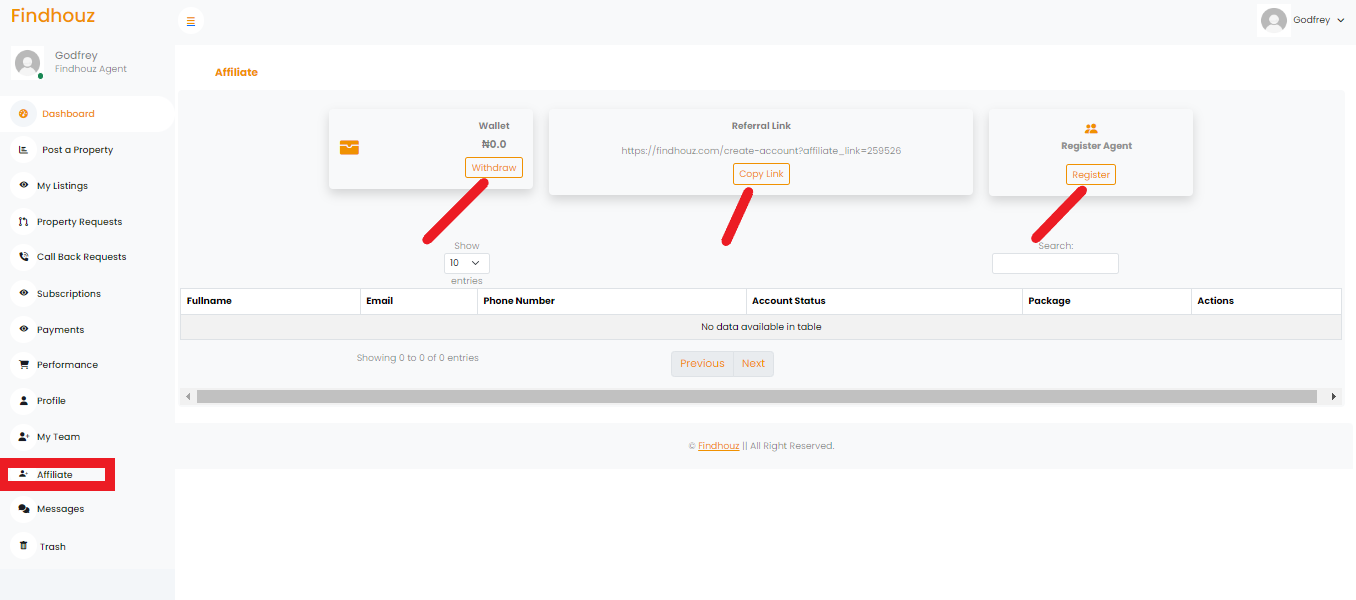 Findhouz
Godfrey
Godfrey
Findhouz Agent
Dashboard
Post a Property
My Listings
Property Requests
Call Back Requests
Subscriptions
Payments
Performance
Profile
My Team
Affiliate
Messages
Trash
Affiliate
Wallet
₦0.0
Withdraw
Referral Link
https://findhouz.com/create-account?affiliate_link=259526
Copy Link
Register Agent
Register
Show
10
entries
Search:
Fullname Email Phone Number Account Status Package Actions
No data available in table
Showing 0 to 0 of 0 entries
Previous Next
© Findhouz || All Right Reserved.